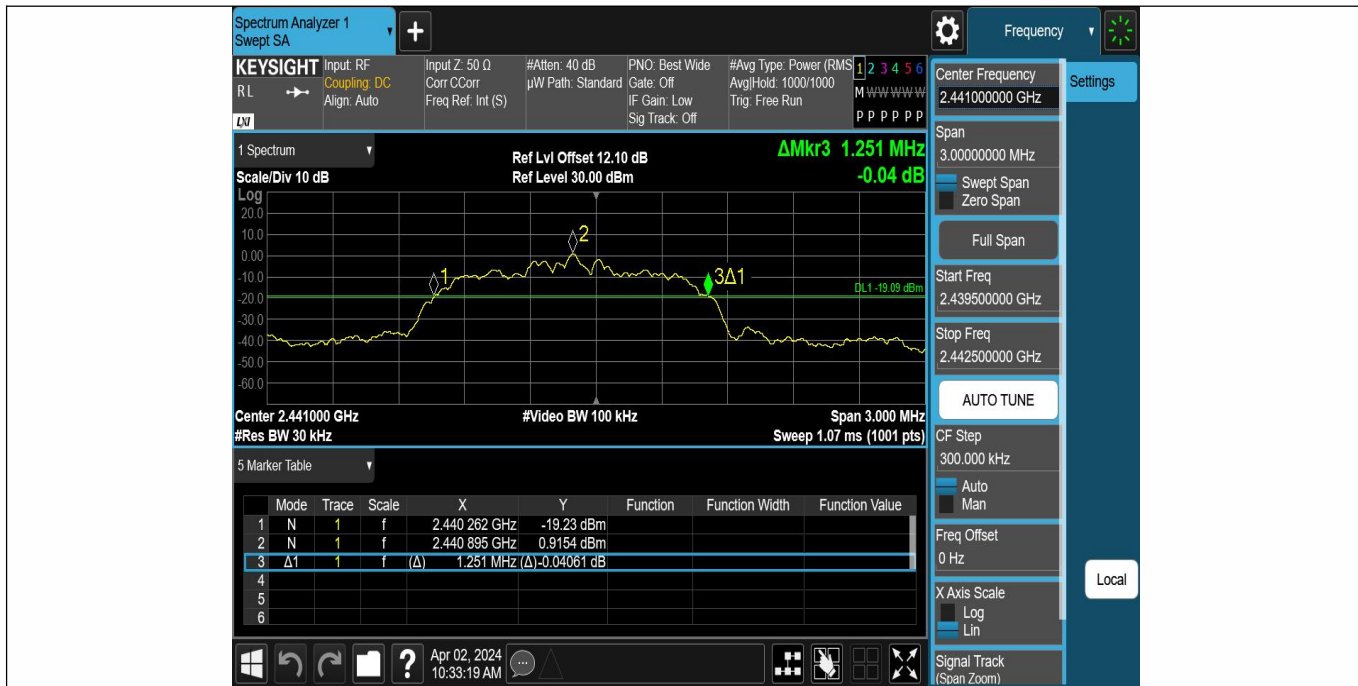 Spectrum Analyzer 1
Swept SA
+
Frequency
KEYSIGHT
RL
LXI
Input: RF
Coupling: DC
Align: Auto
Input Z: 50 Ω
Corr CCorr
Freq Ref: Int (S)
#Atten: 40 dB
µW Path: Standard
PNO: Best Wide
Gate: Off
IF Gain: Low
Sig Track: Off
#Avg Type: Power (RMS
Avg|Hold: 1000/1000
Trig: Free Run
1 2 3 4 5 6
M W W W W W
P P P P P P
1 Spectrum
Scale/Div 10 dB
Ref Lvl Offset 12.10 dB
Ref Level 30.00 dBm
ΔMkr3 1.251 MHz
-0.04 dB
Log
20.0
10.0
0.00
-10.0
-20.0
-30.0
-40.0
-50.0
-60.0
1
2
3Δ1
DL1 -19.09 dBm
Center 2.441000 GHz
#Video BW 100 kHz
Span 3.000 MHz
#Res BW 30 kHz
Sweep 1.07 ms (1001 pts)
5 Marker Table
Mode Trace Scale X Y Function Function Width Function Value
1 N 1 f 2.440 262 GHz -19.23 dBm
2 N 1 f 2.440 895 GHz 0.9154 dBm
3 Δ1 1 f (Δ) 1.251 MHz (Δ) -0.04061 dB
4
5
6
?
Apr 02, 2024
10:33:19 AM
Center Frequency
2.441000000 GHz
Settings
Span
3.00000000 MHz
Swept Span
Zero Span
Full Span
Start Freq
2.439500000 GHz
Stop Freq
2.442500000 GHz
AUTO TUNE
CF Step
300.000 kHz
Auto
Man
Freq Offset
0 Hz
Local
X Axis Scale
Log
Lin
Signal Track
(Span Zoom)